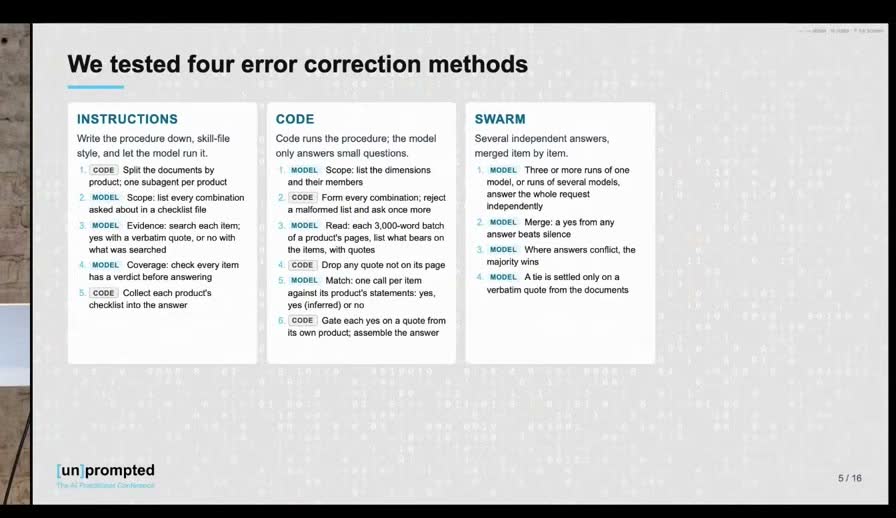 We tested four error correction methods
INSTRUCTIONS
Write the procedure down, skill-file
style, and let the model run it.
1. CODE Split the documents by
product; one subagent per product
2. MODEL Scope: list every combination
asked about in a checklist file
3. MODEL Evidence: search each item;
yes with a verbatim quote, or no with
what was searched
4. MODEL Coverage: check every item
has a verdict before answering
5. CODE Collect each product's
checklist into the answer
CODE
Code runs the procedure; the model
only answers small questions.
1. MODEL Scope: list the dimensions
and their members
2. CODE Form every combination; reject
a malformed list and ask once more
3. MODEL Read: each 3,000-word batch
of a product's pages, list what bears on
the items, with quotes
4. CODE Drop any quote not on its page
5. MODEL Match: one call per item
against its product's statements: yes,
yes (inferred) or no
6. CODE Gate each yes on a quote from
its own product; assemble the answer
SWARM
Several independent answers,
merged item by item.
1. MODEL Three or more runs of one
model, or runs of several models,
answer the whole request
independently
2. MODEL Merge: a yes from any
answer beats silence
3. MODEL Where answers conflict, the
majority wins
4. MODEL A tie is settled only on a
verbatim quote from the documents
[un]prompted
The AI Practitioner Conference
5 / 16